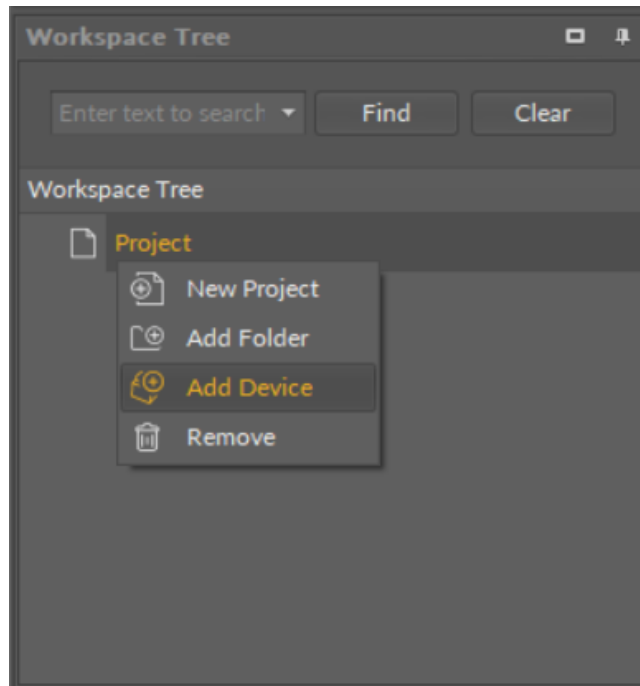 Workspace Tree
Enter text to search Find Clear
Workspace Tree
Project
New Project
Add Folder
Add Device
Remove